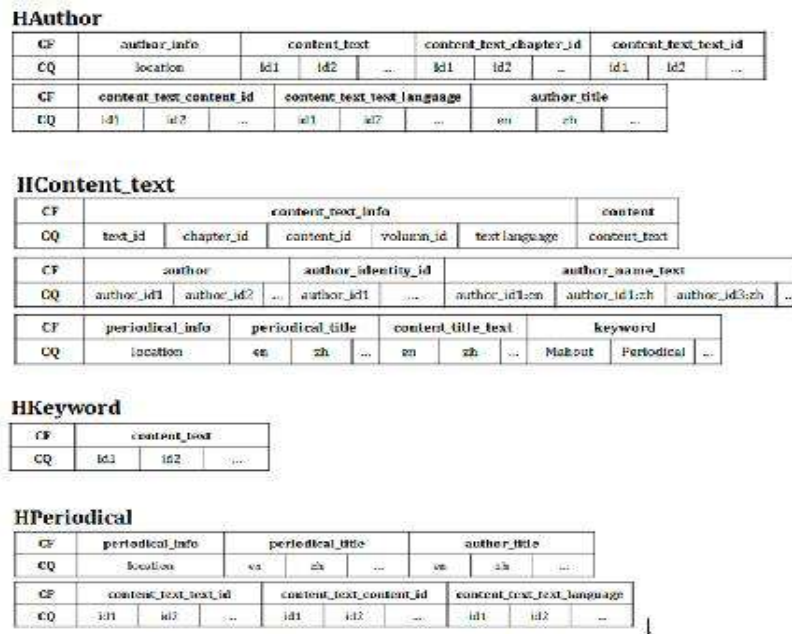 HAuthor
CF author_info content_text content_text_chapter_id content_text_text_id
CQ location id1 id2 ... id1 id2 ... id1 id2 ...
CF content_text_content_id content_text_text_language author_title
CQ id1 id2 ... id1 id2 ... en zh ...
HContent_text
CF content_text_info content
CQ text_id chapter_id content_id volumn_id text language content_text
CF author author_identity_id author_name_text
CQ author_id1 author_id2 ... author_id1 ... author_id1:en author_id1:zh author_id3:zh ...
CF periodical_info periodical_title content_title_text keyword
CQ location en zh ... en zh ... Mahout Periodical ...
HKeyword
CF content_text
CQ id1 id2 ...
HPeriodical
CF periodical_info periodical_title author_title
CQ location en zh ... en zh ...
CF content_text_text_id content_text_content_id content_text_text_language
CQ id1 id2 ... id1 id2 ... id1 id2 ...